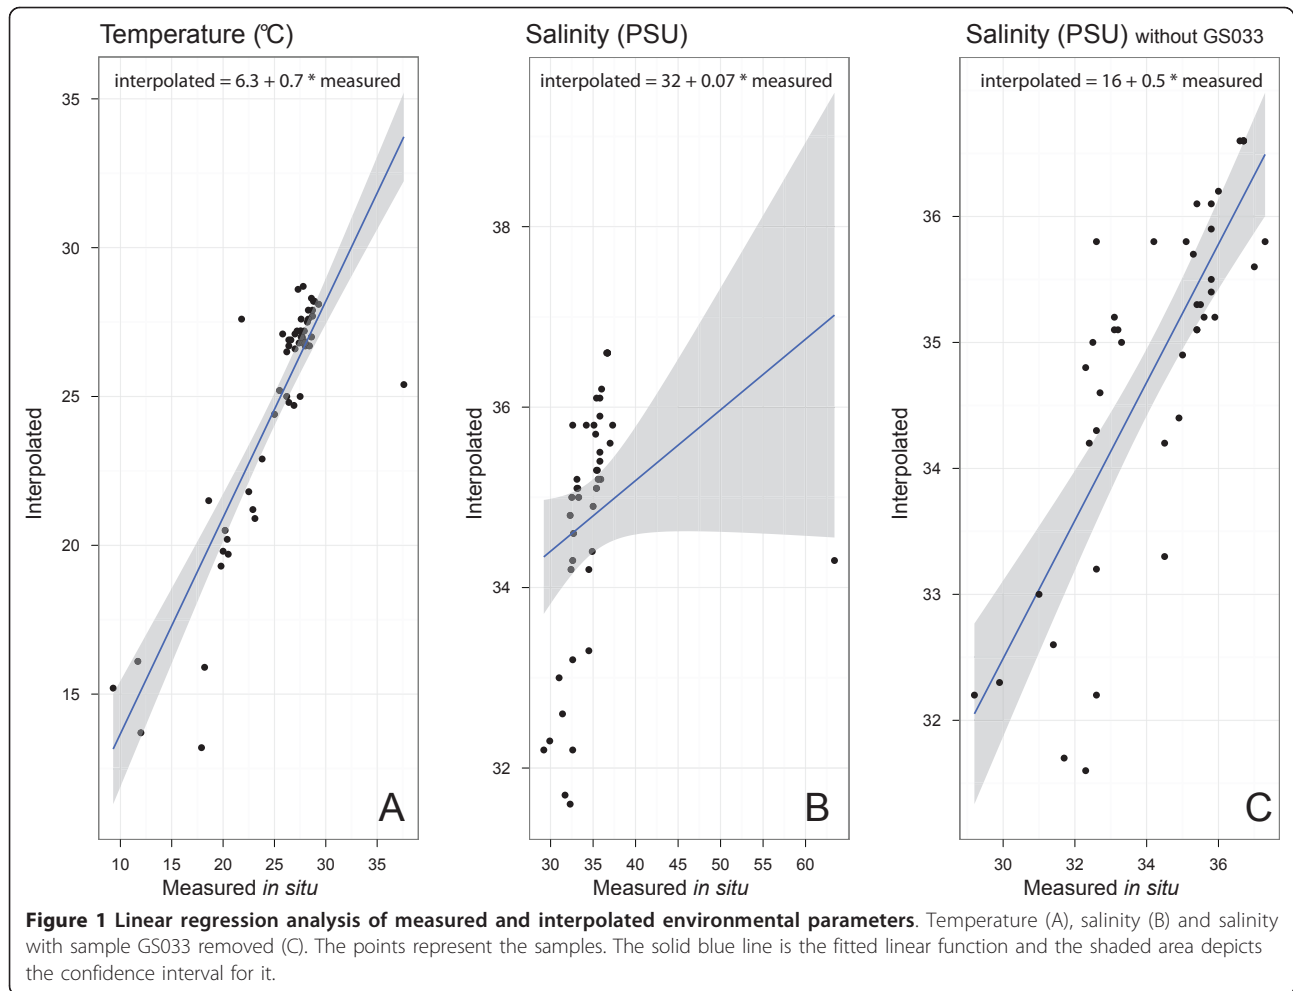 Temperature (°C)
Salinity (PSU)
Salinity (PSU) without GS033
interpolated = 6.3 + 0.7 * measured
interpolated = 32 + 0.07 * measured
interpolated = 16 + 0.5 * measured
35
30
25
20
15
Interpolated
10 15 20 25 30 35
Measured in situ
A
38
36
34
32
Interpolated
30 35 40 45 50 55 60
Measured in situ
B
36
35
34
33
32
Interpolated
30 32 34 36
Measured in situ
C
Figure 1 Linear regression analysis of measured and interpolated environmental parameters. Temperature (A), salinity (B) and salinity
with sample GS033 removed (C). The points represent the samples. The solid blue line is the fitted linear function and the shaded area depicts
the confidence interval for it.